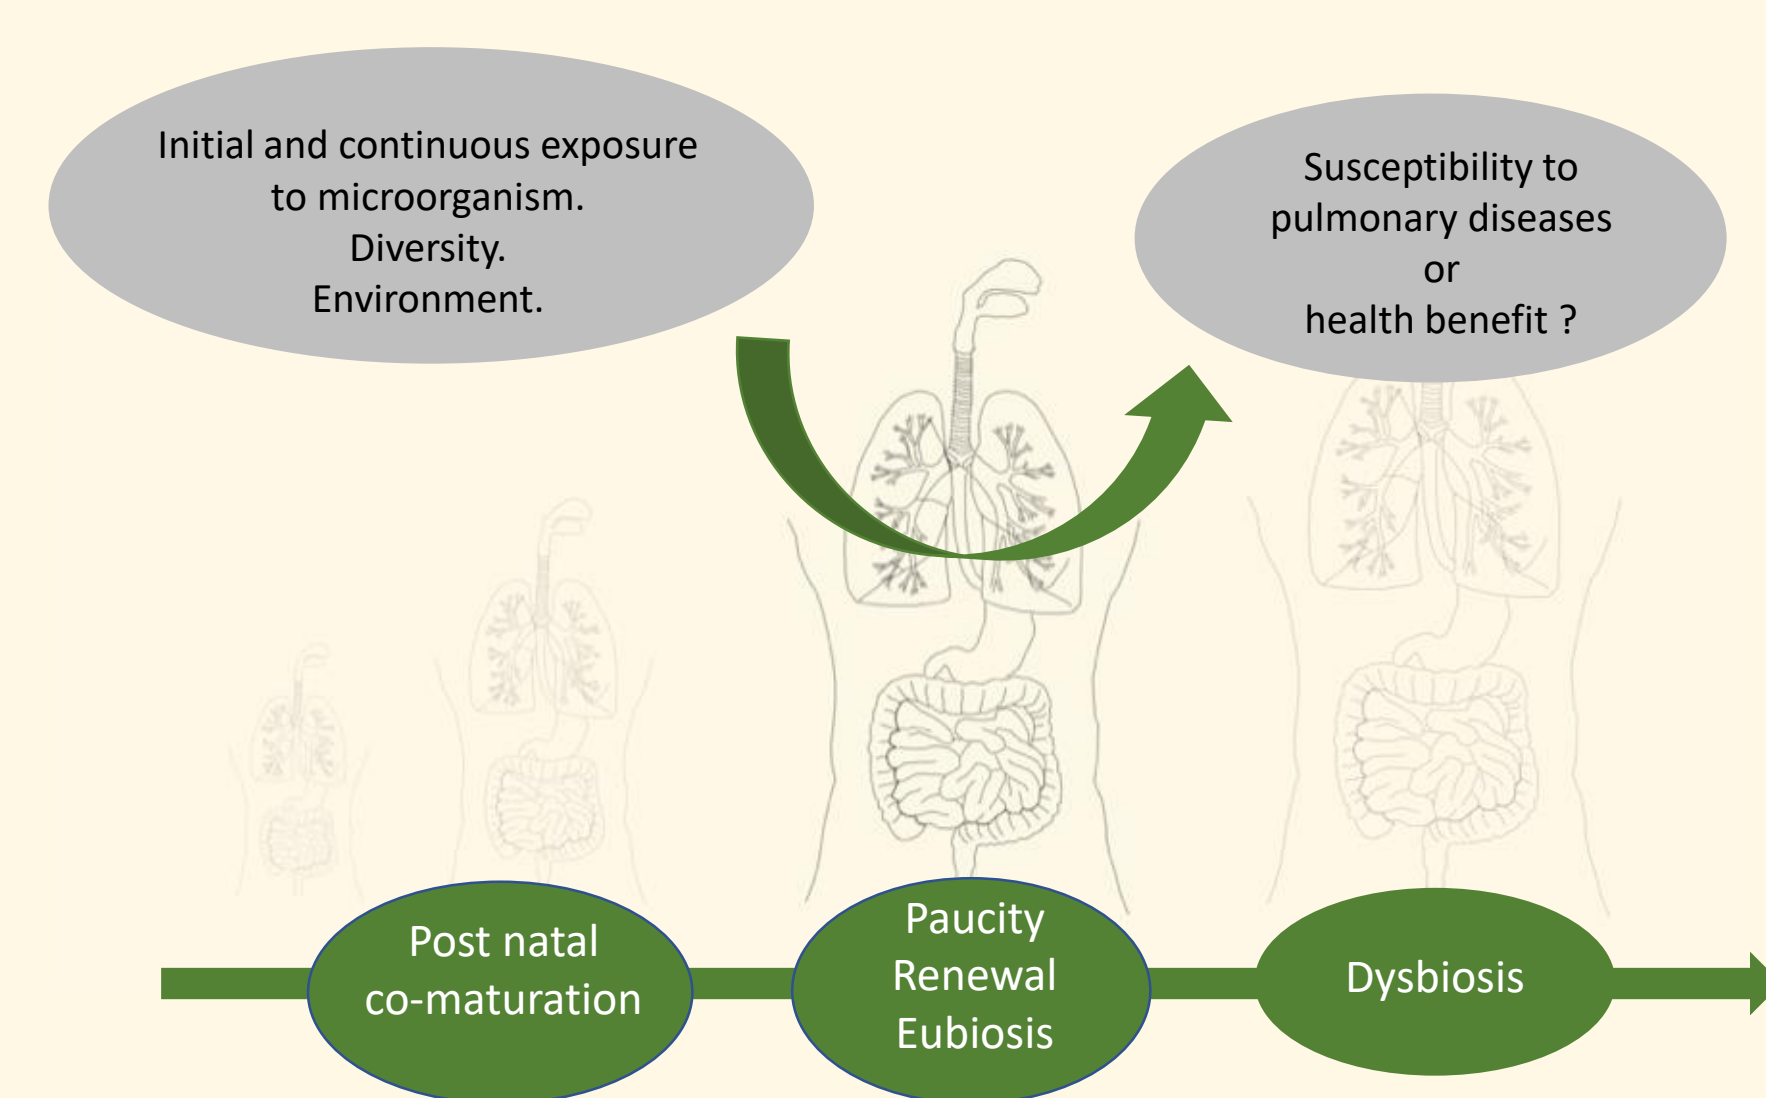 Initial and continuous exposure
to microorganism.
Diversity.
Environment.
Susceptibility to
pulmonary diseases
or
health benefit ?
Post natal
co-maturation
Paucity
Renewal
Eubiosis
Dysbiosis